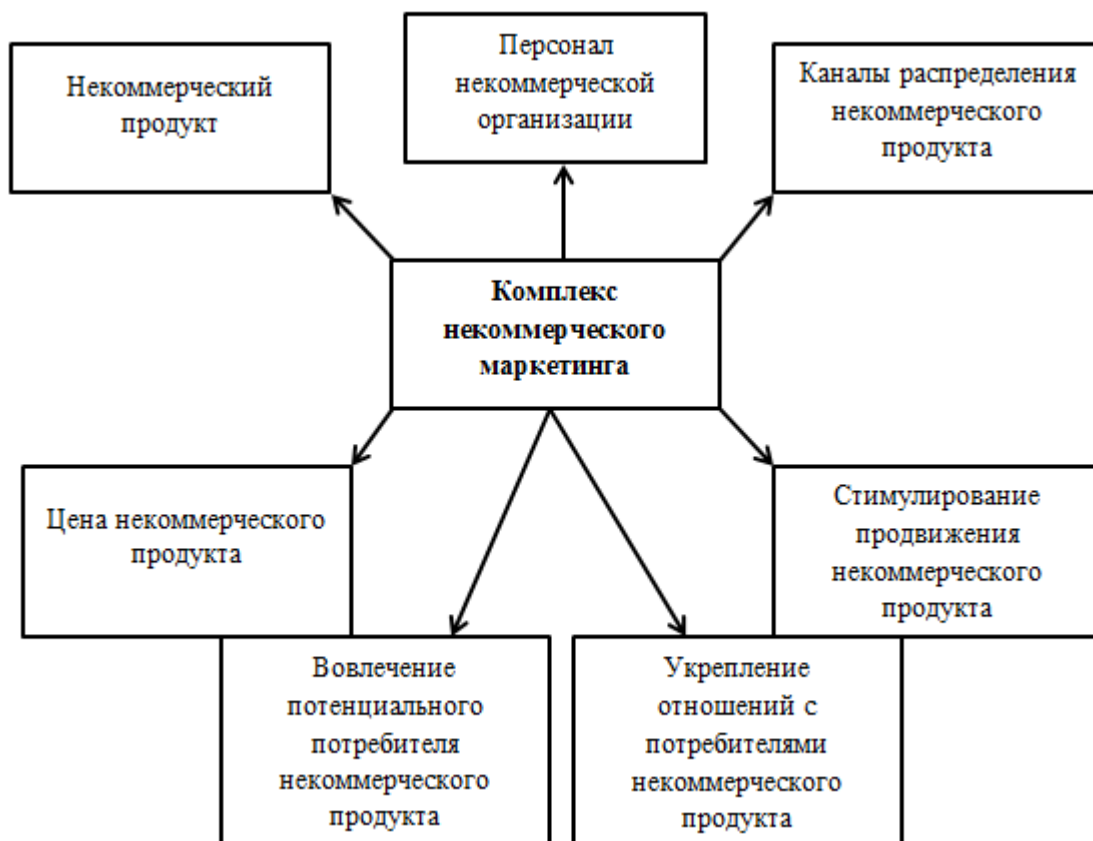 Некоммерческий
продукт
Персонал
некоммерческой
организации
Каналы распределения
некоммерческого
продукта
Комплекс
некоммерческого
маркетинга
Цена некоммерческого
продукта
Стимулирование
продвижения
некоммерческого
продукта
Вовлечение
потенциального
потребителя
некоммерческого
продукта
Укрепление
отношений с
потребителями
некоммерческого
продукта